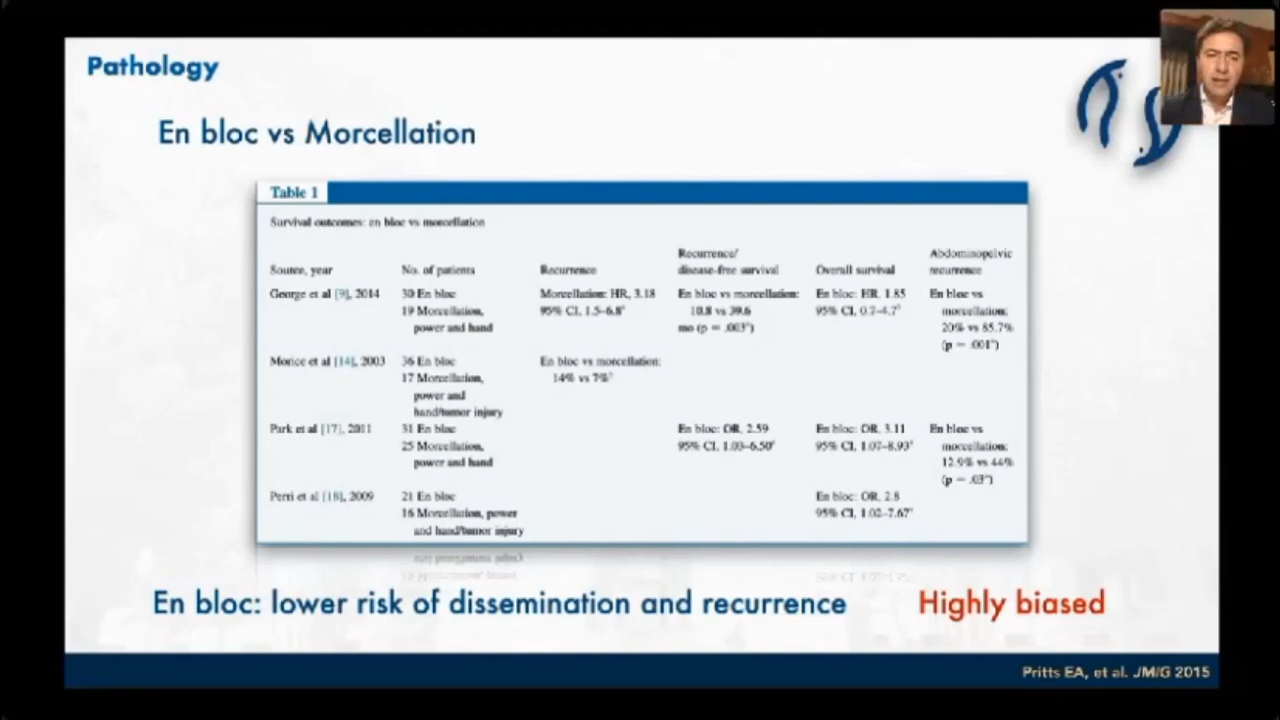 Pathology
En bloc vs Morcellation
Table 1
Survival outcomes: en bloc vs morcellation
Source, year No. of patients Recurrence Recurrence/ disease-free survival Overall survival Abdominopelvic recurrence
George et al [9], 2014 30 En bloc Morcellation: HR, 3.18 En bloc vs morcellation: En bloc: HR, 1.85 En bloc vs
19 Morcellation, 95% CI, 1.5–6.8 10.8 vs 39.6 95% CI, 0.7–4.7 morcellation:
power and hand mo (p = .003) 20% vs 85.7%
(p = .001)
Morice et al [14], 2003 36 En bloc En bloc vs morcellation:
17 Morcellation, 14% vs 7%
power and
hand/tumor injury
Park et al [17], 2011 31 En bloc En bloc: OR, 2.59 En bloc: OR, 3.11 En bloc vs
25 Morcellation, 95% CI, 1.03–6.50 95% CI, 1.07–8.93 morcellation:
power and hand 12.9% vs 44%
(p = .03)
Perri et al [18], 2009 21 En bloc En bloc: OR, 2.8
16 Morcellation, power 95% CI, 1.02–7.67
and hand/tumor injury
En bloc: lower risk of dissemination and recurrence Highly biased
Pritts EA, et al. JMIG 2015